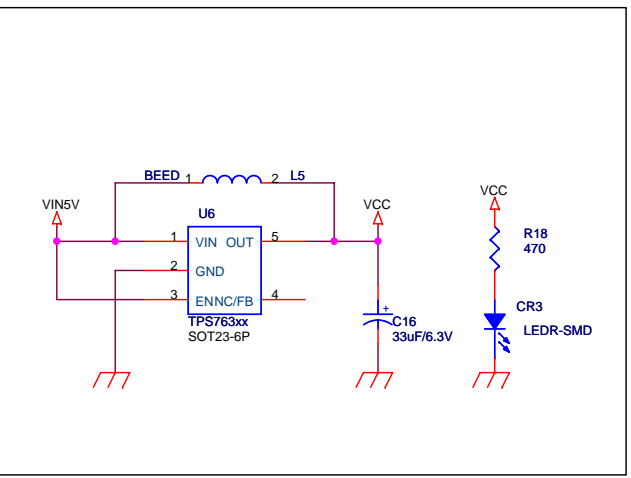 BEED 1 2 L5
VIN5V
U6
VCC
VCC
1 VIN OUT 5
2 GND
3 ENNC/FB 4
TPS763xx
SOT23-6P
+
C16
33uF/6.3V
R18
470
CR3
LEDR-SMD